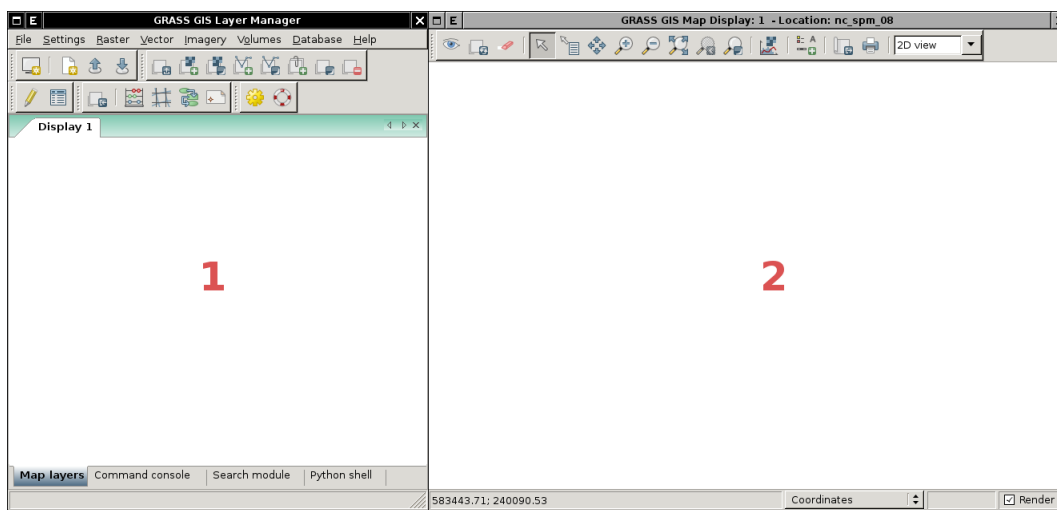 GRASS GIS Layer Manager
File Settings Raster Vector Imagery Volumes Database Help
Display 1
1
Map layers Command console Search module Python shell
GRASS GIS Map Display: 1 - Location: nc_spm_08
2D view
2
583443.71; 240090.53 Coordinates Render